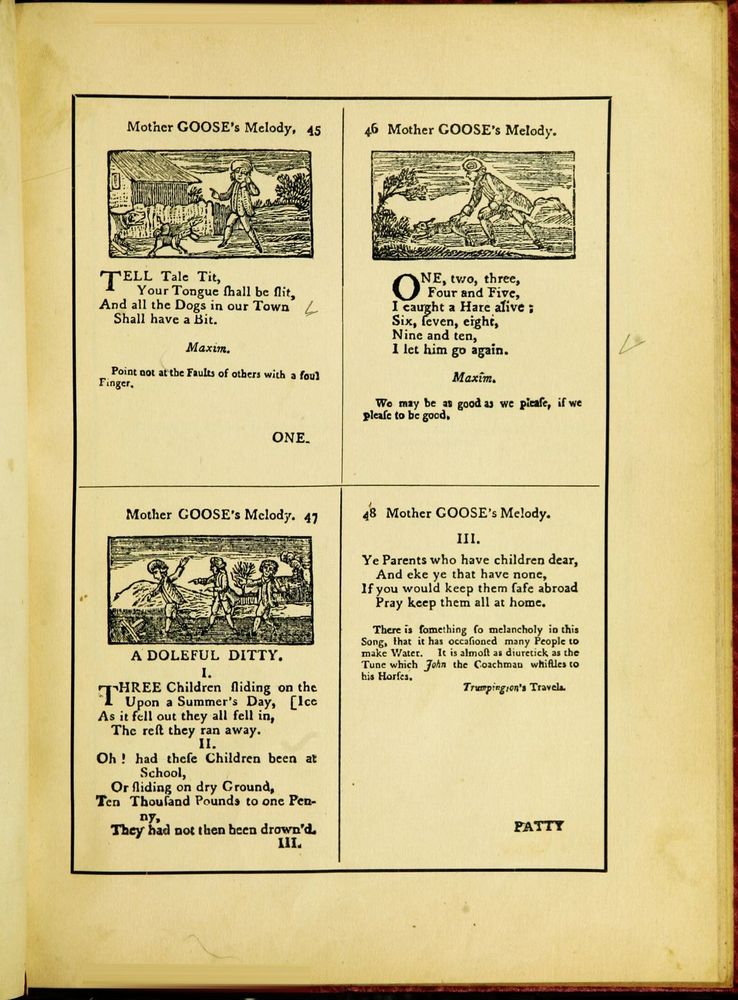 Mother GOOSE's Melody. 45
TELL Tale Tit,
Your Tongue ſhall be ſlit,
And all the Dogs in our Town
Shall have a Bit.
Maxim.
Point not at the Faults of others with a foul
Finger.
ONE.
46 Mother GOOSE's Melody.
ONE, two, three,
Four and Five,
I caught a Hare alive ;
Six, ſeven, eight,
Nine and ten,
I let him go again.
Maxim.
We may be as good as we pleaſe, if we
pleaſe to be good.
Mother GOOSE's Melody. 47
A DOLEFUL DITTY.
I.
THREE Children ſliding on the
Upon a Summer's Day, [Ice
As it fell out they all fell in,
The reſt they ran away.
II.
Oh ! had theſe Children been at
School,
Or ſliding on dry Ground,
Ten Thouſand Pounds to one Pen-
ny,
They had not then been drown'd.
III.
48 Mother GOOSE's Melody.
III.
Ye Parents who have children dear,
And eke ye that have none,
If you would keep them ſafe abroad
Pray keep them all at home.
There is ſomething ſo melancholy in this
Song, that it has occaſioned many People to
make Water. It is almoſt as diuretick as the
Tune which John the Coachman whiſtles to
his Horſes.
Trumpington's Travels.
PATTY